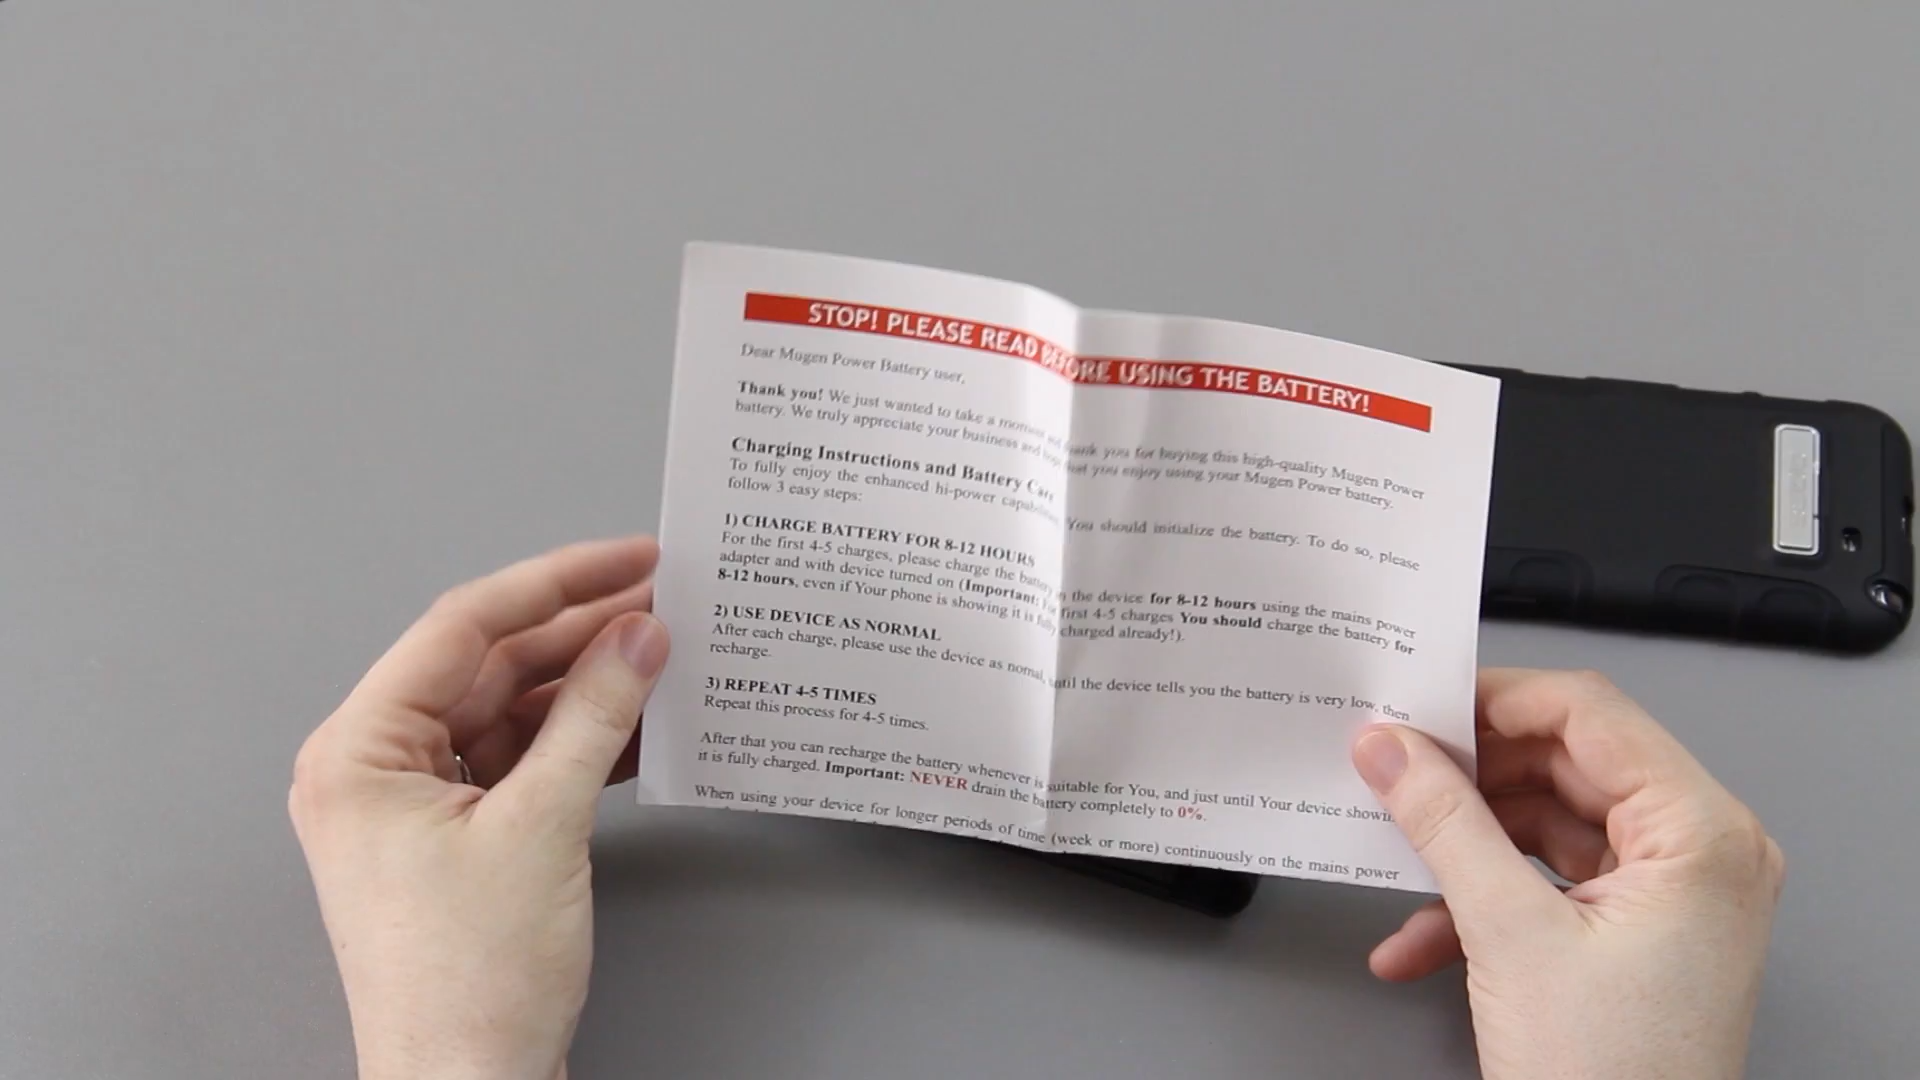 STOP! PLEASE READ BEFORE USING THE BATTERY!
Dear Mugen Power Battery user,
Thank you! We just wanted to take a moment and thank you for buying this high-quality Mugen Power
battery. We truly appreciate your business and hope that you enjoy using your Mugen Power battery.
Charging Instructions and Battery Care
To fully enjoy the enhanced hi-power capabilities, You should initialize the battery. To do so, please
follow 3 easy steps:
1) CHARGE BATTERY FOR 8-12 HOURS
For the first 4-5 charges, please charge the battery in the device for 8-12 hours using the mains power
adapter and with device turned on (Important: For first 4-5 charges You should charge the battery for
8-12 hours, even if Your phone is showing it is fully charged already!).
2) USE DEVICE AS NORMAL
After each charge, please use the device as nomal, until the device tells you the battery is very low, then
recharge.
3) REPEAT 4-5 TIMES
Repeat this process for 4-5 times.
After that you can recharge the battery whenever is suitable for You, and just until Your device showing
it is fully charged. Important: NEVER drain the battery completely to 0%.
When using your device for longer periods of time (week or more) continuously on the mains power